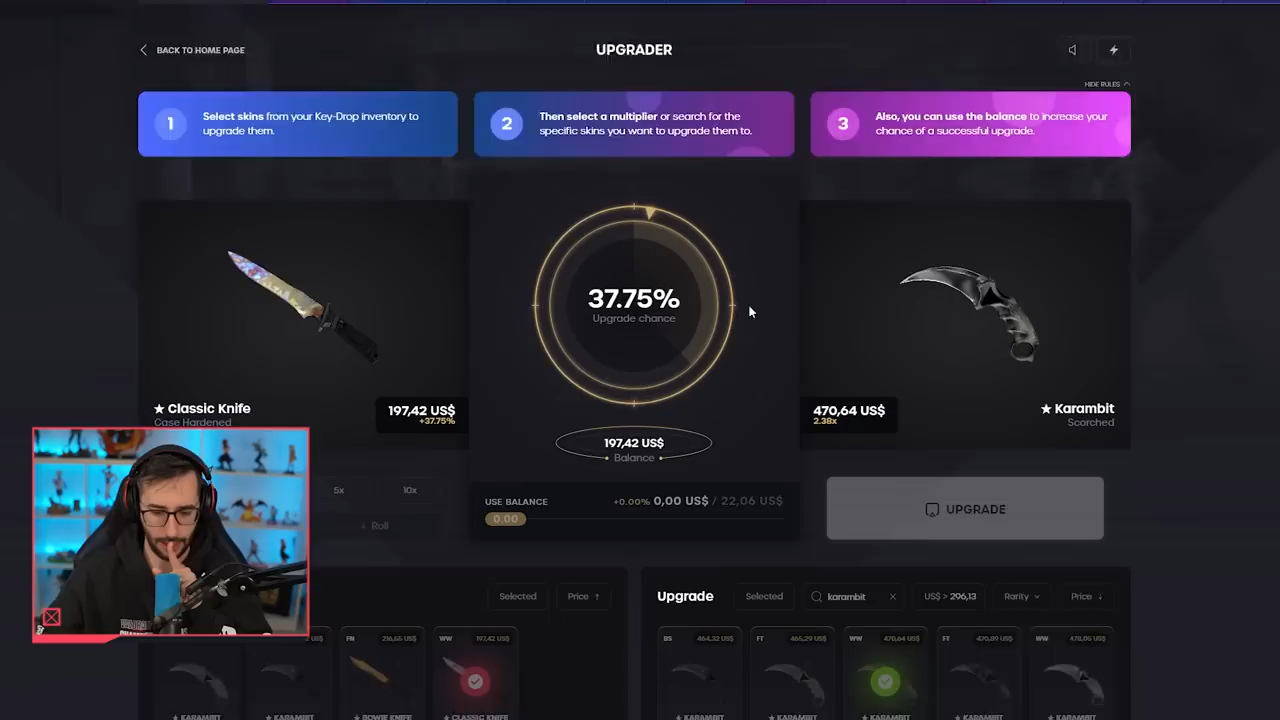 BACK TO HOME PAGE
UPGRADER
HIDE RULES
1
Select skins from your Key-Drop inventory to
upgrade them.
2
Then select a multiplier or search for the
specific skins you want to upgrade them to.
3
Also, you can use the balance to increase your
chance of a successful upgrade.
37.75%
Upgrade chance
★ Classic Knife
Case Hardened
197,42 US$
+37.75%
470,64 US$
2.38x
★ Karambit
Scorched
197,42 US$
Balance
5x
10x
Roll
USE BALANCE
+0.00% 0,00 US$ / 22,06 US$
0.00
UPGRADE
Selected
Price ↑
Upgrade
Selected
karambit
US$ > 296,13
Rarity
Price ↓
US$
FN
216,65 US$
WW
197,42 US$
BS
464,32 US$
FT
465,29 US$
WW
470,64 US$
FT
470,89 US$
WW
478,05 US$
★ KARAMBIT
★ KARAMBIT
★ BOWIE KNIFE
★ CLASSIC KNIFE
★ KARAMBIT
★ KARAMBIT
★ KARAMBIT
★ KARAMBIT
★ KARAMBIT